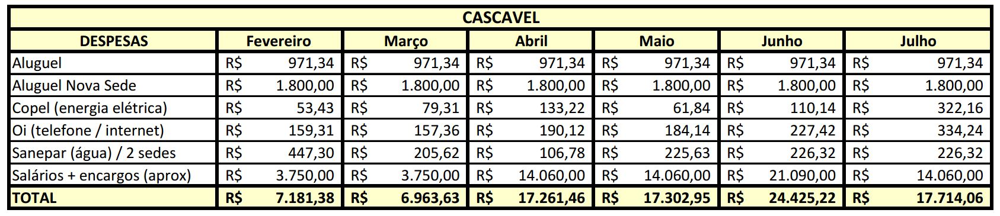 CASCAVEL
DESPESAS Fevereiro Março Abril Maio Junho Julho
Aluguel R$ 971,34 R$ 971,34 R$ 971,34 R$ 971,34 R$ 971,34 R$ 971,34
Aluguel Nova Sede R$ 1.800,00 R$ 1.800,00 R$ 1.800,00 R$ 1.800,00 R$ 1.800,00 R$ 1.800,00
Copel (energia elétrica) R$ 53,43 R$ 79,31 R$ 133,22 R$ 61,84 R$ 110,14 R$ 322,16
Oi (telefone / internet) R$ 159,31 R$ 157,36 R$ 190,12 R$ 184,14 R$ 227,42 R$ 334,24
Sanepar (água) / 2 sedes R$ 447,30 R$ 205,62 R$ 106,78 R$ 225,63 R$ 226,32 R$ 226,32
Salários + encargos (aprox) R$ 3.750,00 R$ 3.750,00 R$ 14.060,00 R$ 14.060,00 R$ 21.090,00 R$ 14.060,00
TOTAL R$ 7.181,38 R$ 6.963,63 R$ 17.261,46 R$ 17.302,95 R$ 24.425,22 R$ 17.714,06